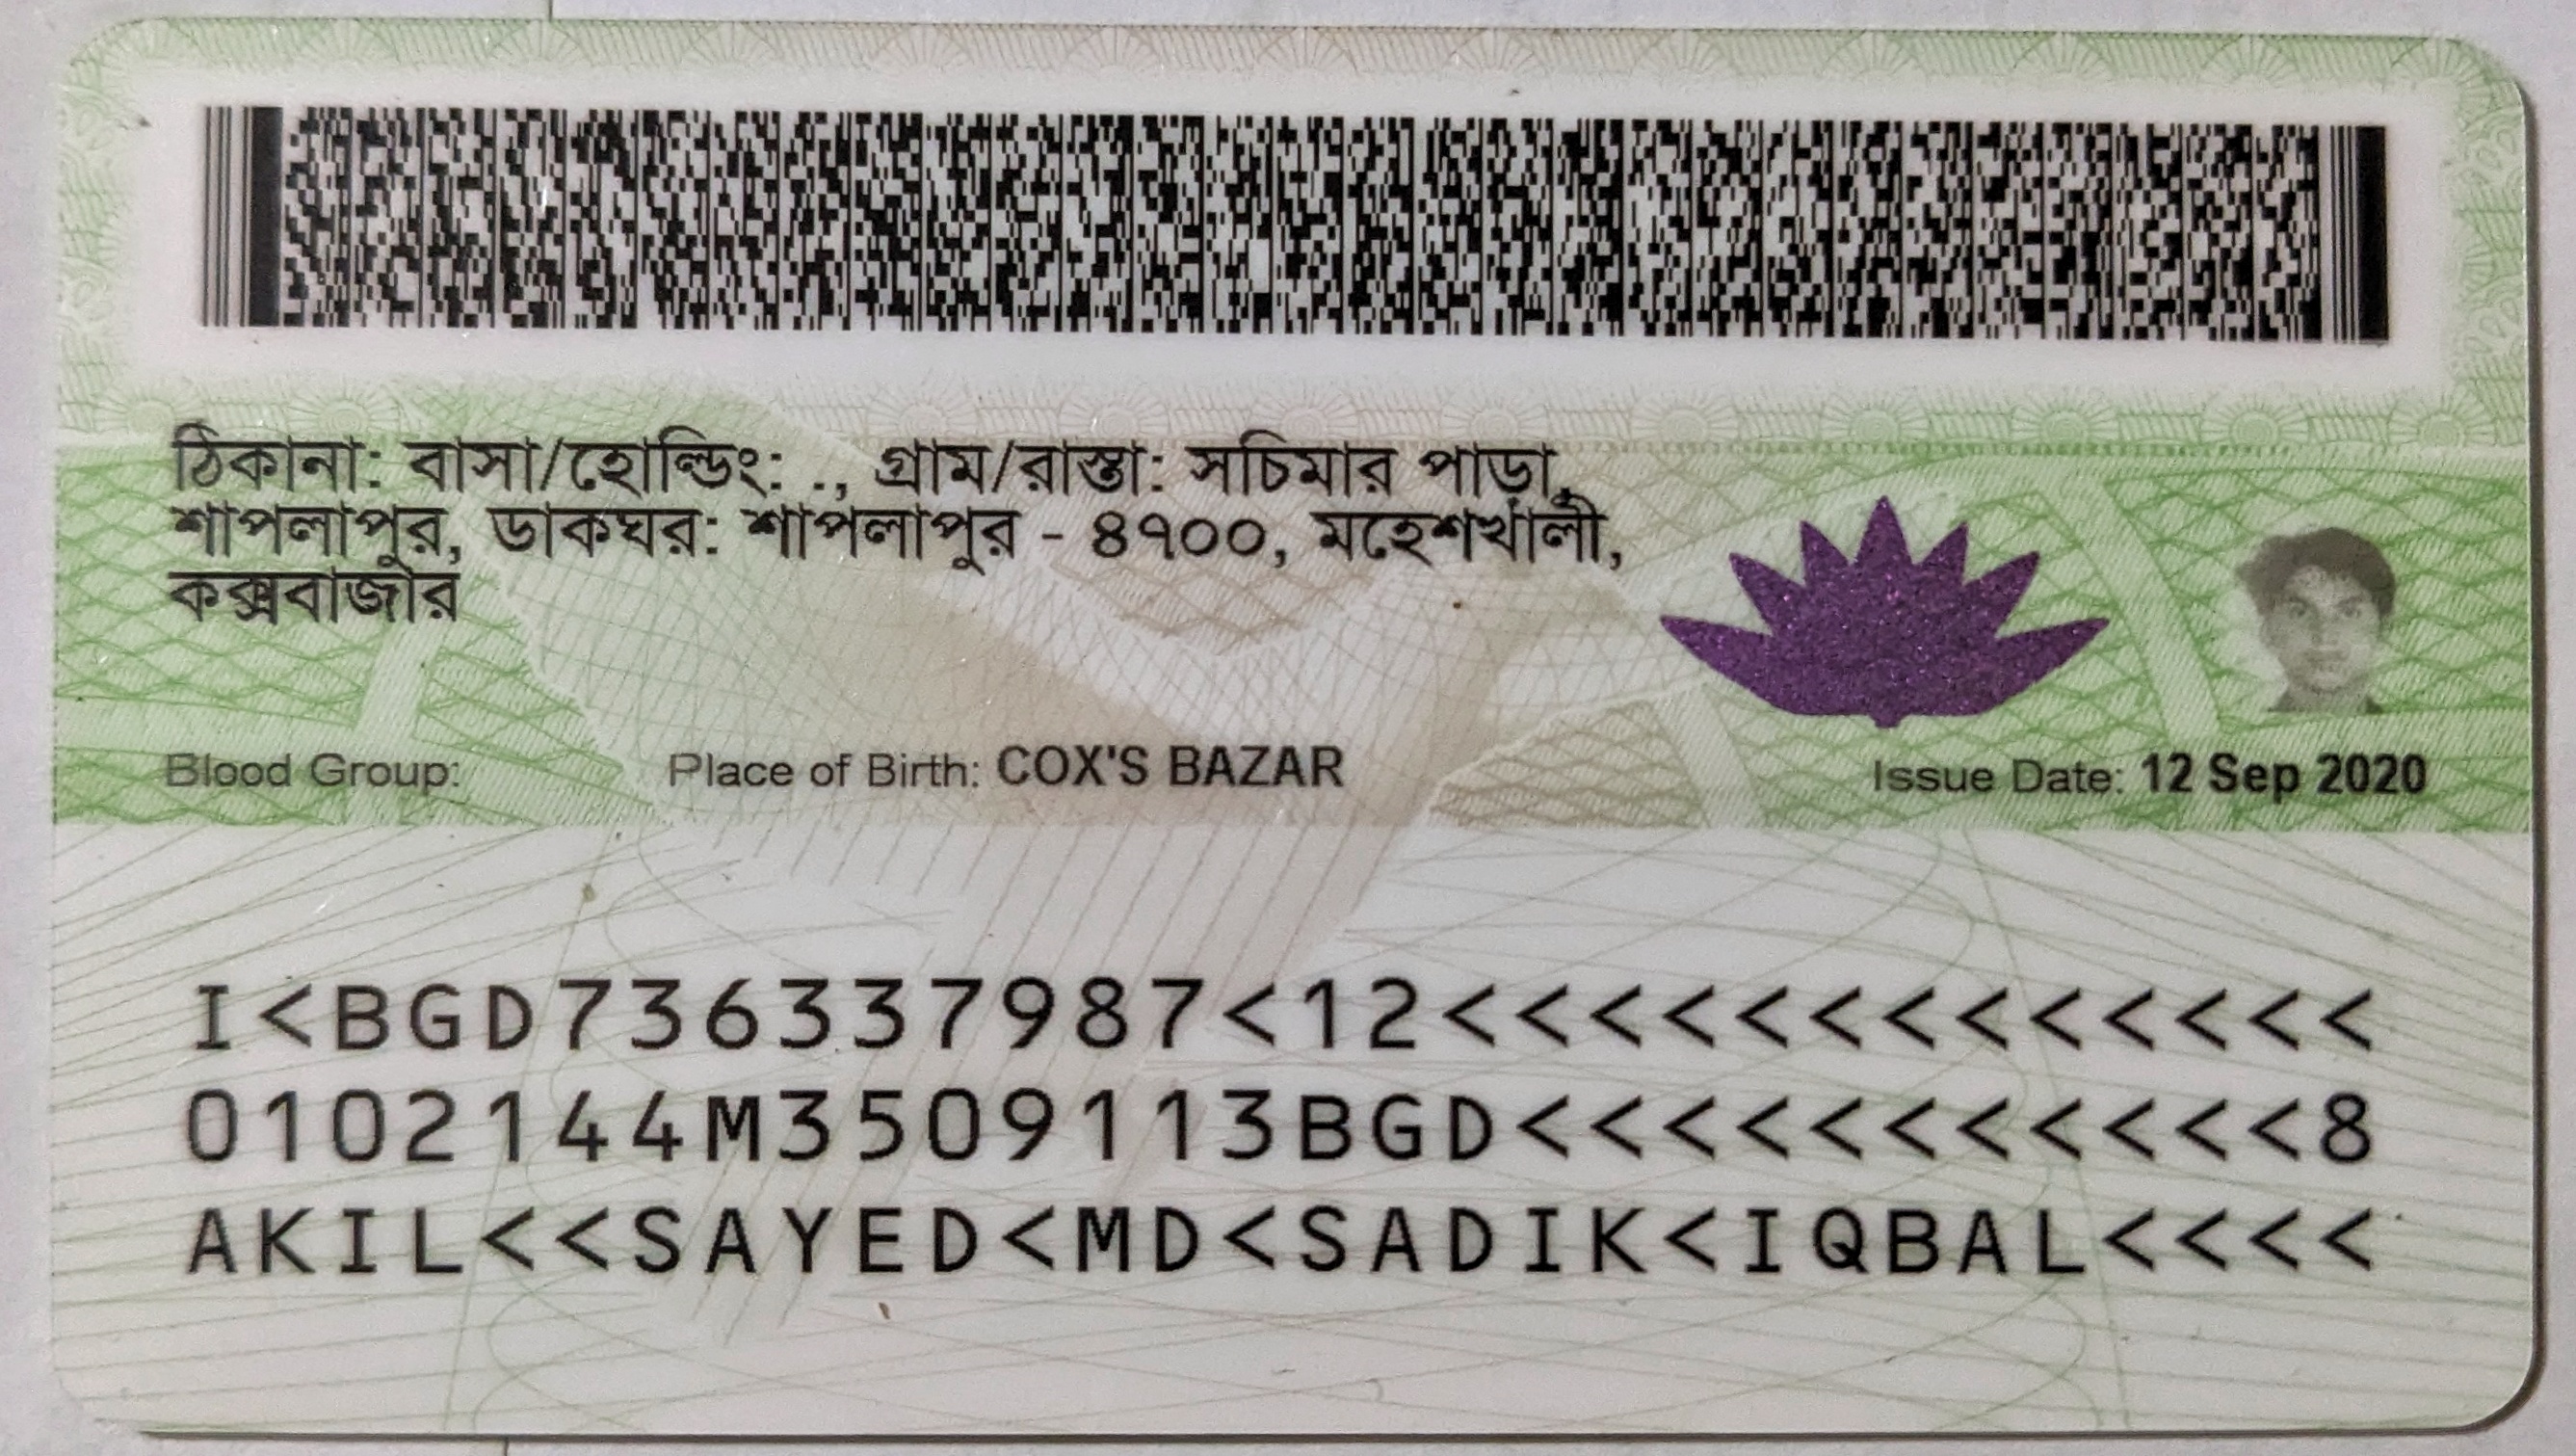 ঠিকানা: বাসা/হোল্ডিং: ., গ্রাম/রাস্তা: সচিমার পাড়া,
শাপলাপুর, ডাকঘর: শাপলাপুর - ৪৭০০, মহেশখালী,
কক্সবাজার
Blood Group: Place of Birth: COX'S BAZAR Issue Date: 12 Sep 2020
I<BGD736337987<12<<<<<<<<<<<<<
0102144M3509113BGD<<<<<<<<<<<8
AKIL<<SAYED<MD<SADIK<IQBAL<<<<